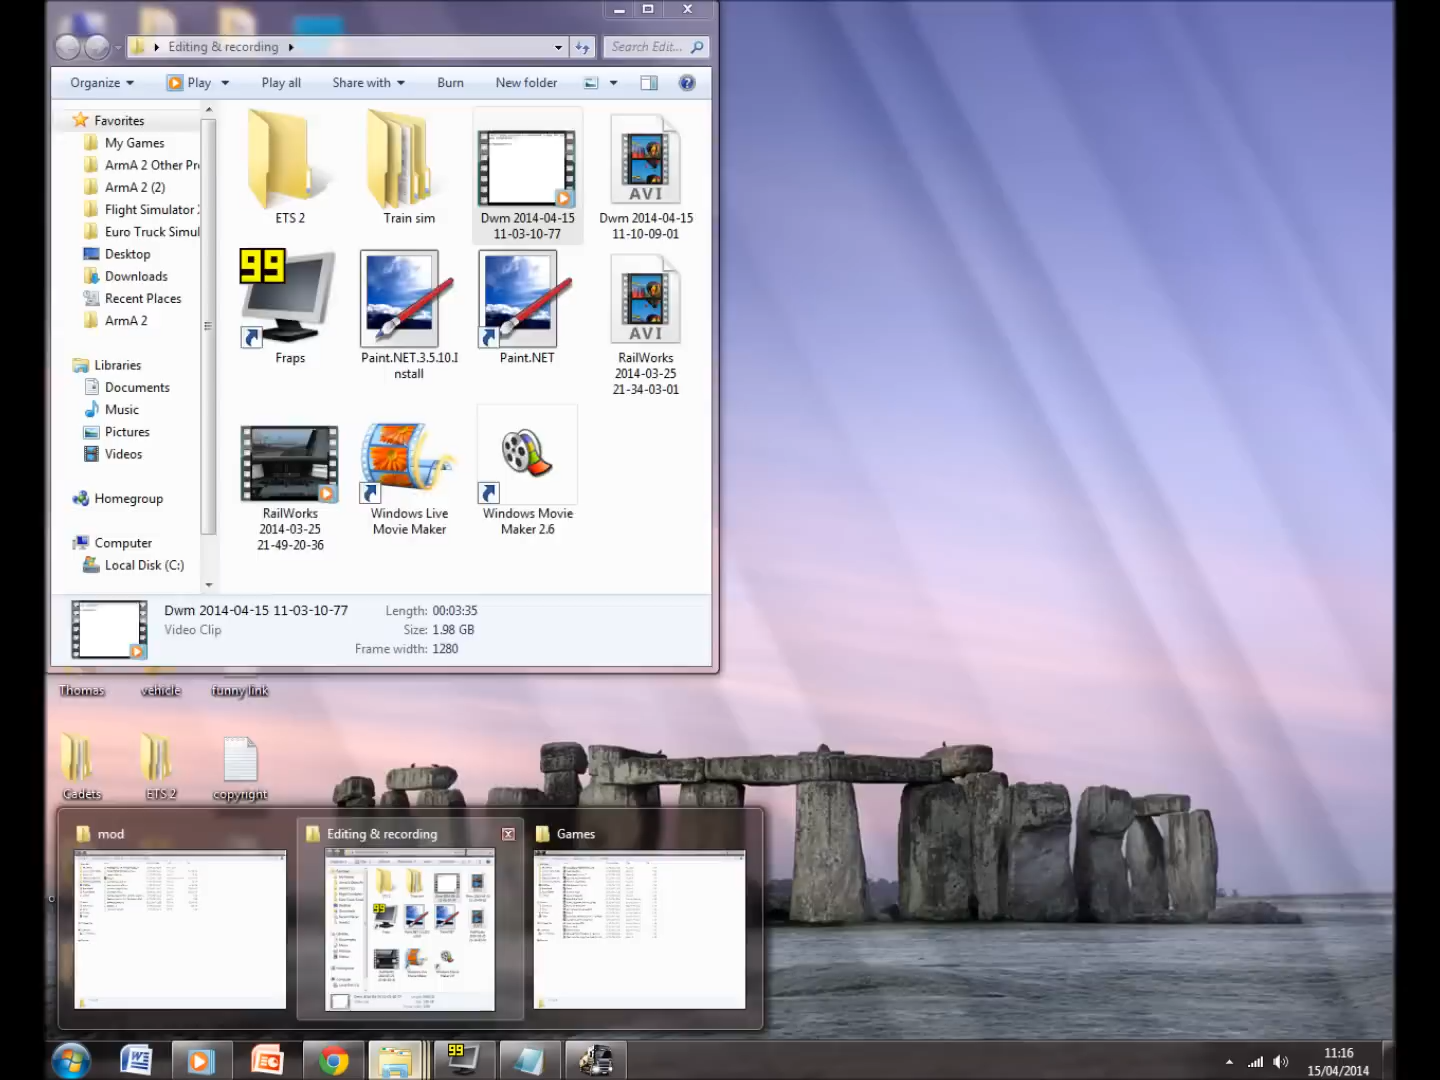 Editing & recording
Search Edit...
Organize
Play
Play all
Share with
Burn
New folder
Favorites
My Games
ArmA 2 Other Pr
ArmA 2 (2)
Flight Simulator
Euro Truck Simul
Desktop
Downloads
Recent Places
ArmA 2
Libraries
Documents
Music
Pictures
Videos
Homegroup
Computer
Local Disk (C:)
ETS 2
Train sim
Dwm 2014-04-15
11-03-10-77
AVI
Dwm 2014-04-15
11-10-09-01
99
Fraps
Paint.NET.3.5.10.I
nstall
Paint.NET
AVI
RailWorks
2014-03-25
21-34-03-01
RailWorks
2014-03-25
21-49-20-36
Windows Live
Movie Maker
Windows Movie
Maker 2.6
Dwm 2014-04-15 11-03-10-77
Video Clip
Length: 00:03:35
Size: 1.98 GB
Frame width: 1280
Thomas
vehicle
funny link
Cadets
ETS 2
copyright
mod
Editing & recording
Games
99
11:16
15/04/2014